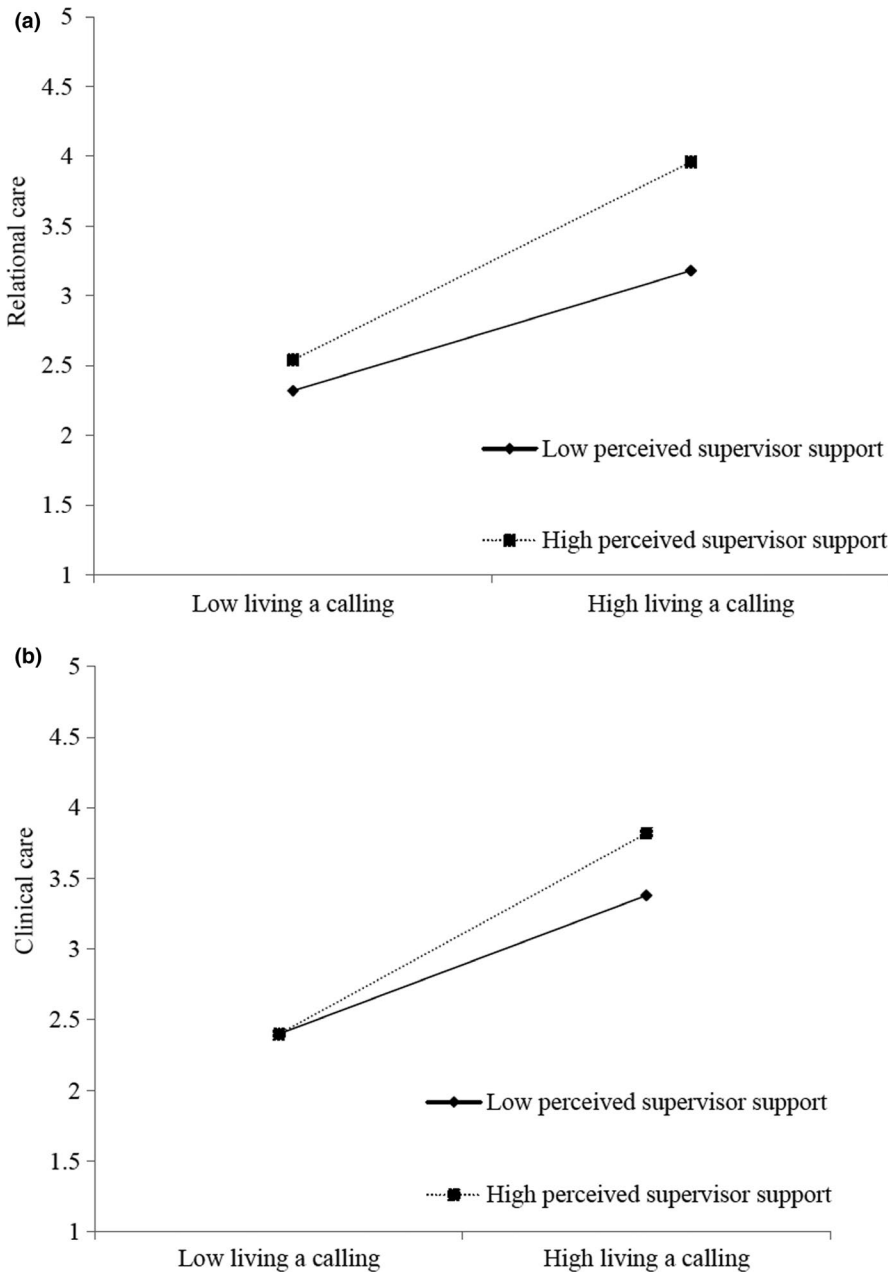 (a)
5
4.5
4
3.5
3
2.5
2
1.5
1
Relational care
Low perceived supervisor support
High perceived supervisor support
Low living a calling
High living a calling
(b)
5
4.5
4
3.5
3
2.5
2
1.5
1
Clinical care
Low perceived supervisor support
High perceived supervisor support
Low living a calling
High living a calling